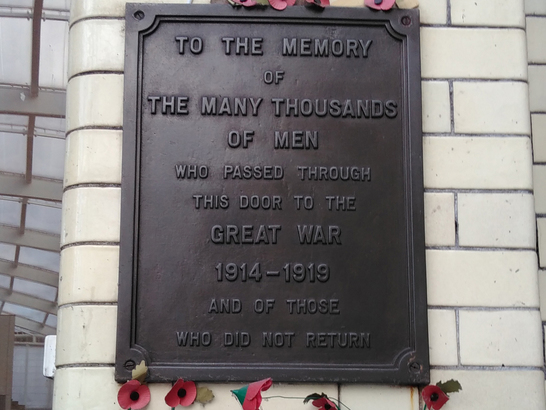 TO THE MEMORY
OF
THE MANY THOUSANDS
OF MEN
WHO PASSED THROUGH
THIS DOOR TO THE
GREAT WAR
1914–1919
AND OF THOSE
WHO DID NOT RETURN